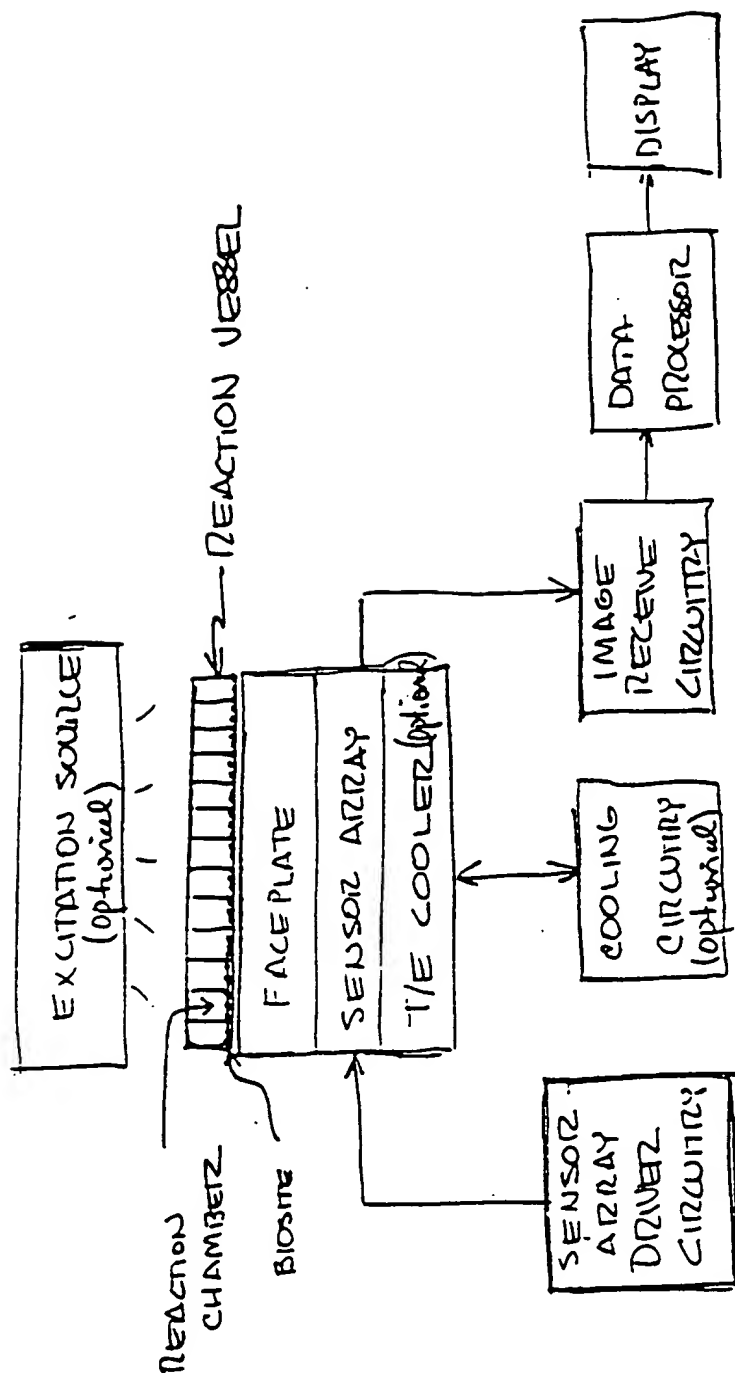 EXCITATION SOURCE
(optional)
REACTION VESSEL
REACTION
CHAMBER
BIOSITE
FACEPLATE
SENSOR ARRAY
T/E COOLER (optional)
SENSOR
ARRAY
DRIVER
CIRCUITRY
COOLING
CIRCUITRY
(optional)
IMAGE
RECEIVE
CIRCUITRY
DATA
PROCESSOR
DISPLAY